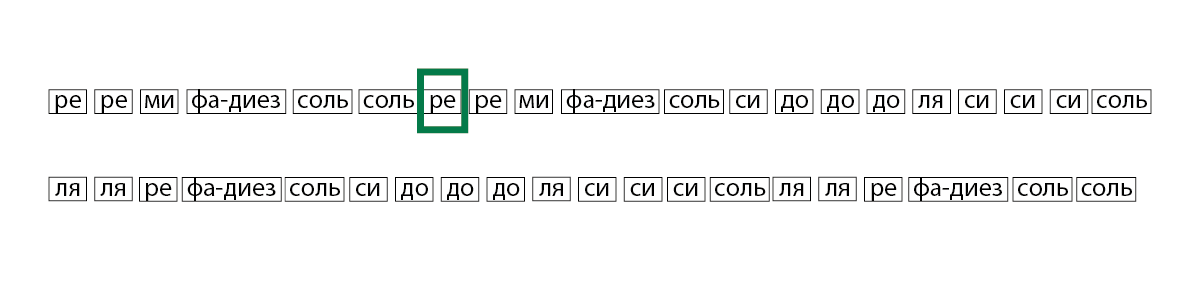 ре ре ми фа-диез соль соль ре ре ми фа-диез соль си до до до ля си си си соль
ля ля ре фа-диез соль си до до до ля си си си соль ля ля ре фа-диез соль соль